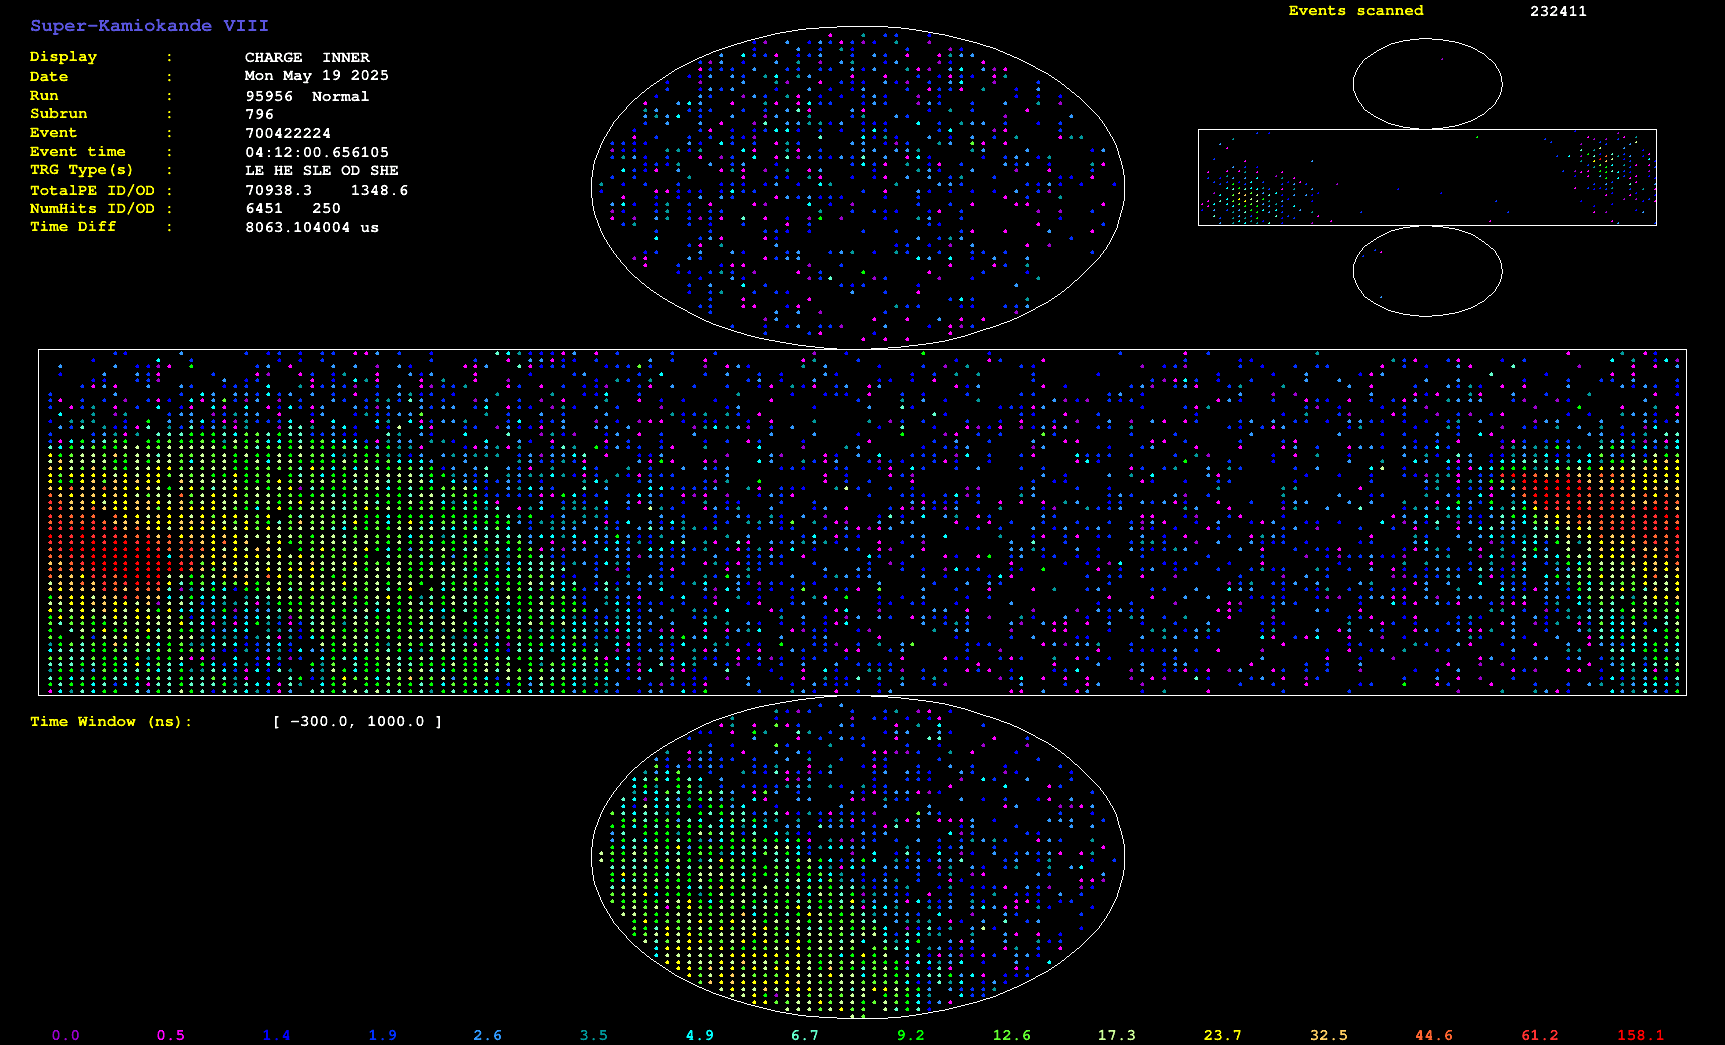 Super-Kamiokande VIII
Events scanned 232411
Display : CHARGE INNER
Date : Mon May 19 2025
Run : 95956 Normal
Subrun : 796
Event : 700422224
Event time : 04:12:00.656105
TRG Type(s) : LE HE SLE OD SHE
TotalPE ID/OD : 70938.3 1348.6
NumHits ID/OD : 6451 250
Time Diff : 8063.104004 us
Time Window (ns): [ -300.0, 1000.0 ]
0.0 0.5 1.4 1.9 2.6 3.5 4.9 6.7 9.2 12.6 17.3 23.7 32.5 44.6 61.2 158.1